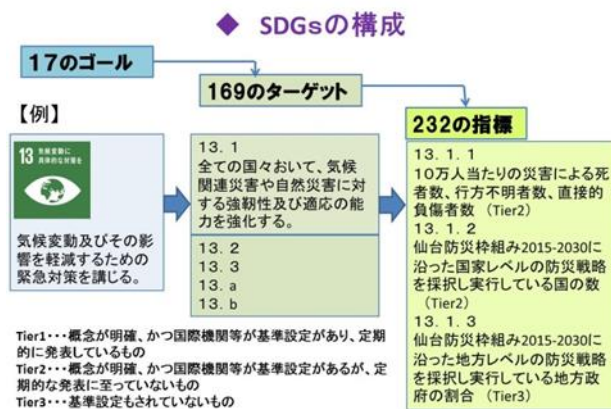 ◆ SDGsの構成
17のゴール
169のターゲット
232の指標
【例】
13 気候変動に
具体的な対策を
気候変動及びその影
響を軽減するための
緊急対策を講じる。
13.1
全ての国々おいて、気候
関連災害や自然災害に対
する強靭性及び適応の能
力を強化する。
13.2
13.3
13.a
13.b
13.1.1
10万人当たりの災害による死
者数、行方不明者数、直接的
負傷者数 （Tier2）
13.1.2
仙台防災枠組み2015-2030に
沿った国家レベルの防災戦略
を採択し実行している国の数
（Tier2）
13.1.3
仙台防災枠組み2015-2030に
沿った地方レベルの防災戦略
を採択し実行している地方政
府の割合 （Tier3）
Tier1・・・概念が明確、かつ国際機関等が基準設定があり、定期
的に発表しているもの
Tier2・・・概念が明確、かつ国際機関等が基準設定があるが、定
期的な発表に至っていないもの
Tier3・・・基準設定もされていないもの